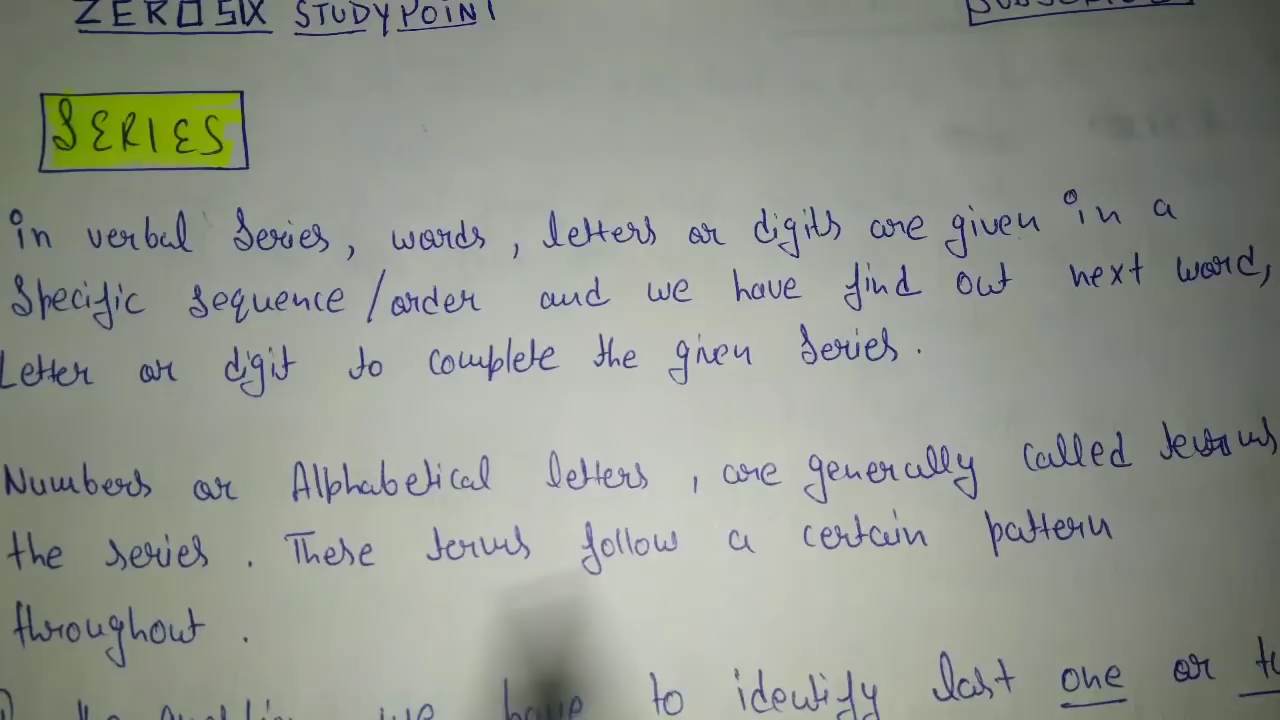 ZERO SIX STUDY POINT
SERIES
in verbal series, words, letters or digits are given in a
Specific sequence/order and we have find out next word,
Letter or digit to complete the given series.
Numbers or Alphabetical letters, are generally called terms
the series. These terms follow a certain pattern
throughout.
we have to identify last one or